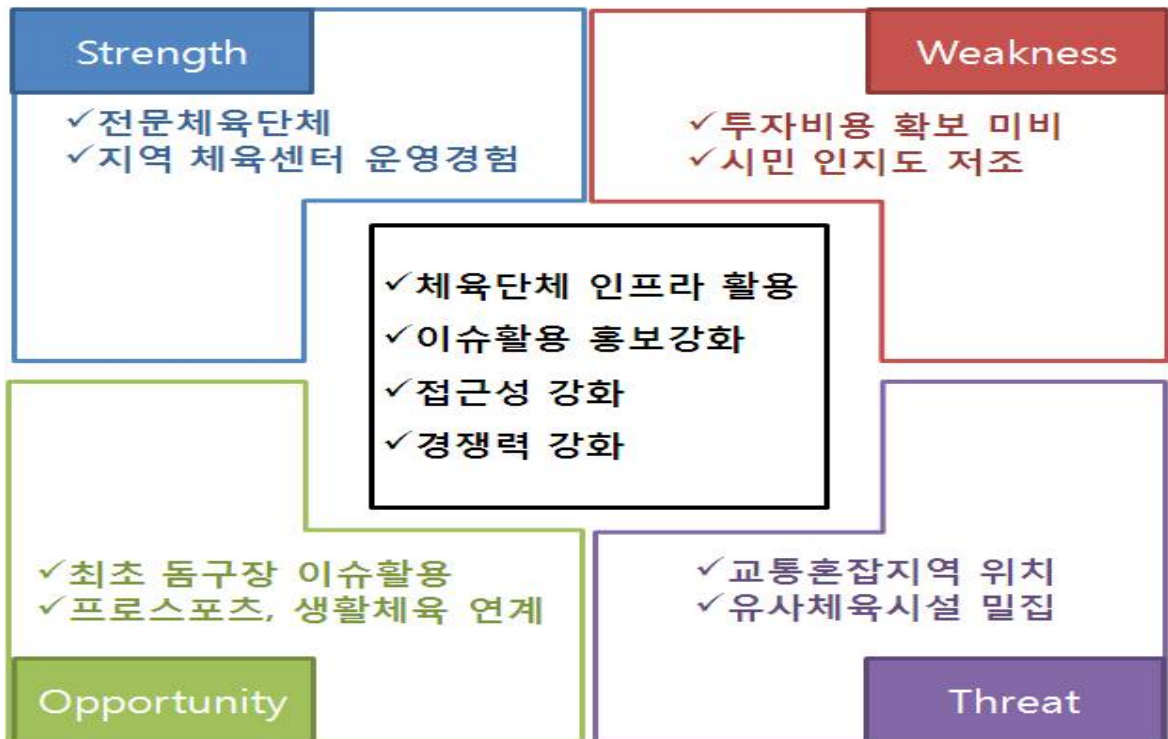 Strength
✓전문체육단체
✓지역 체육센터 운영경험
Weakness
✓투자비용 확보 미비
✓시민 인지도 저조
✓체육단체 인프라 활용
✓이슈활용 홍보강화
✓접근성 강화
✓경쟁력 강화
✓최초 돔구장 이슈활용
✓프로스포츠, 생활체육 연계
Opportunity
✓교통혼잡지역 위치
✓유사체육시설 밀집
Threat